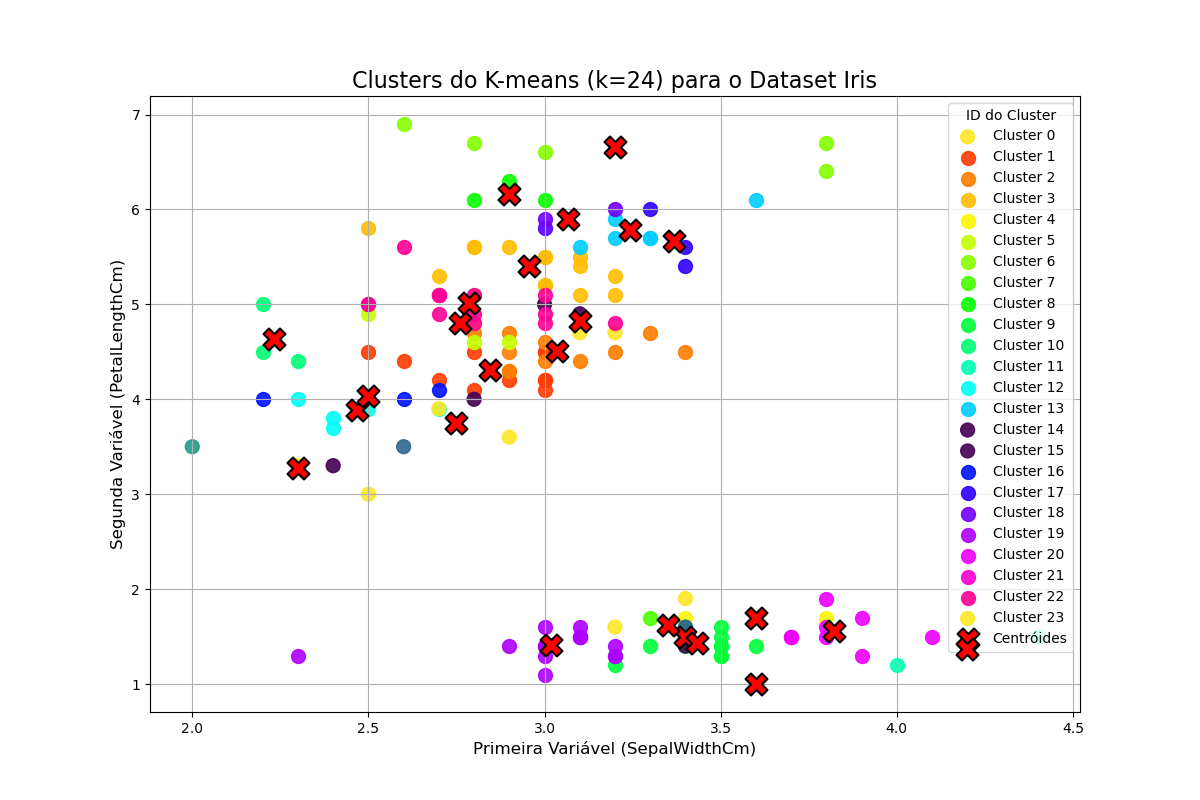 Clusters do K-means (k=24) para o Dataset Iris
Segunda Variável (PetalLengthCm)
7
6
5
4
3
2
1
2.0
2.5
3.0
3.5
4.0
4.5
Primeira Variável (SepalWidthCm)
ID do Cluster
Cluster 0
Cluster 1
Cluster 2
Cluster 3
Cluster 4
Cluster 5
Cluster 6
Cluster 7
Cluster 8
Cluster 9
Cluster 10
Cluster 11
Cluster 12
Cluster 13
Cluster 14
Cluster 15
Cluster 16
Cluster 17
Cluster 18
Cluster 19
Cluster 20
Cluster 21
Cluster 22
Cluster 23
Centroides